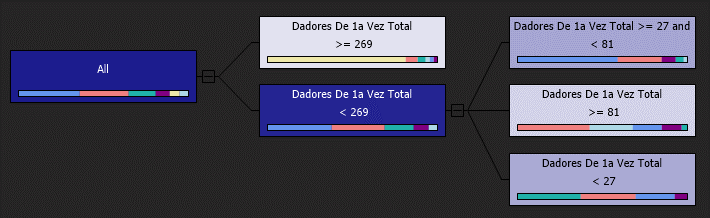 All
Dadores De 1a Vez Total
>= 269
Dadores De 1a Vez Total
< 269
Dadores De 1a Vez Total >= 27 and
< 81
Dadores De 1a Vez Total
>= 81
Dadores De 1a Vez Total
< 27